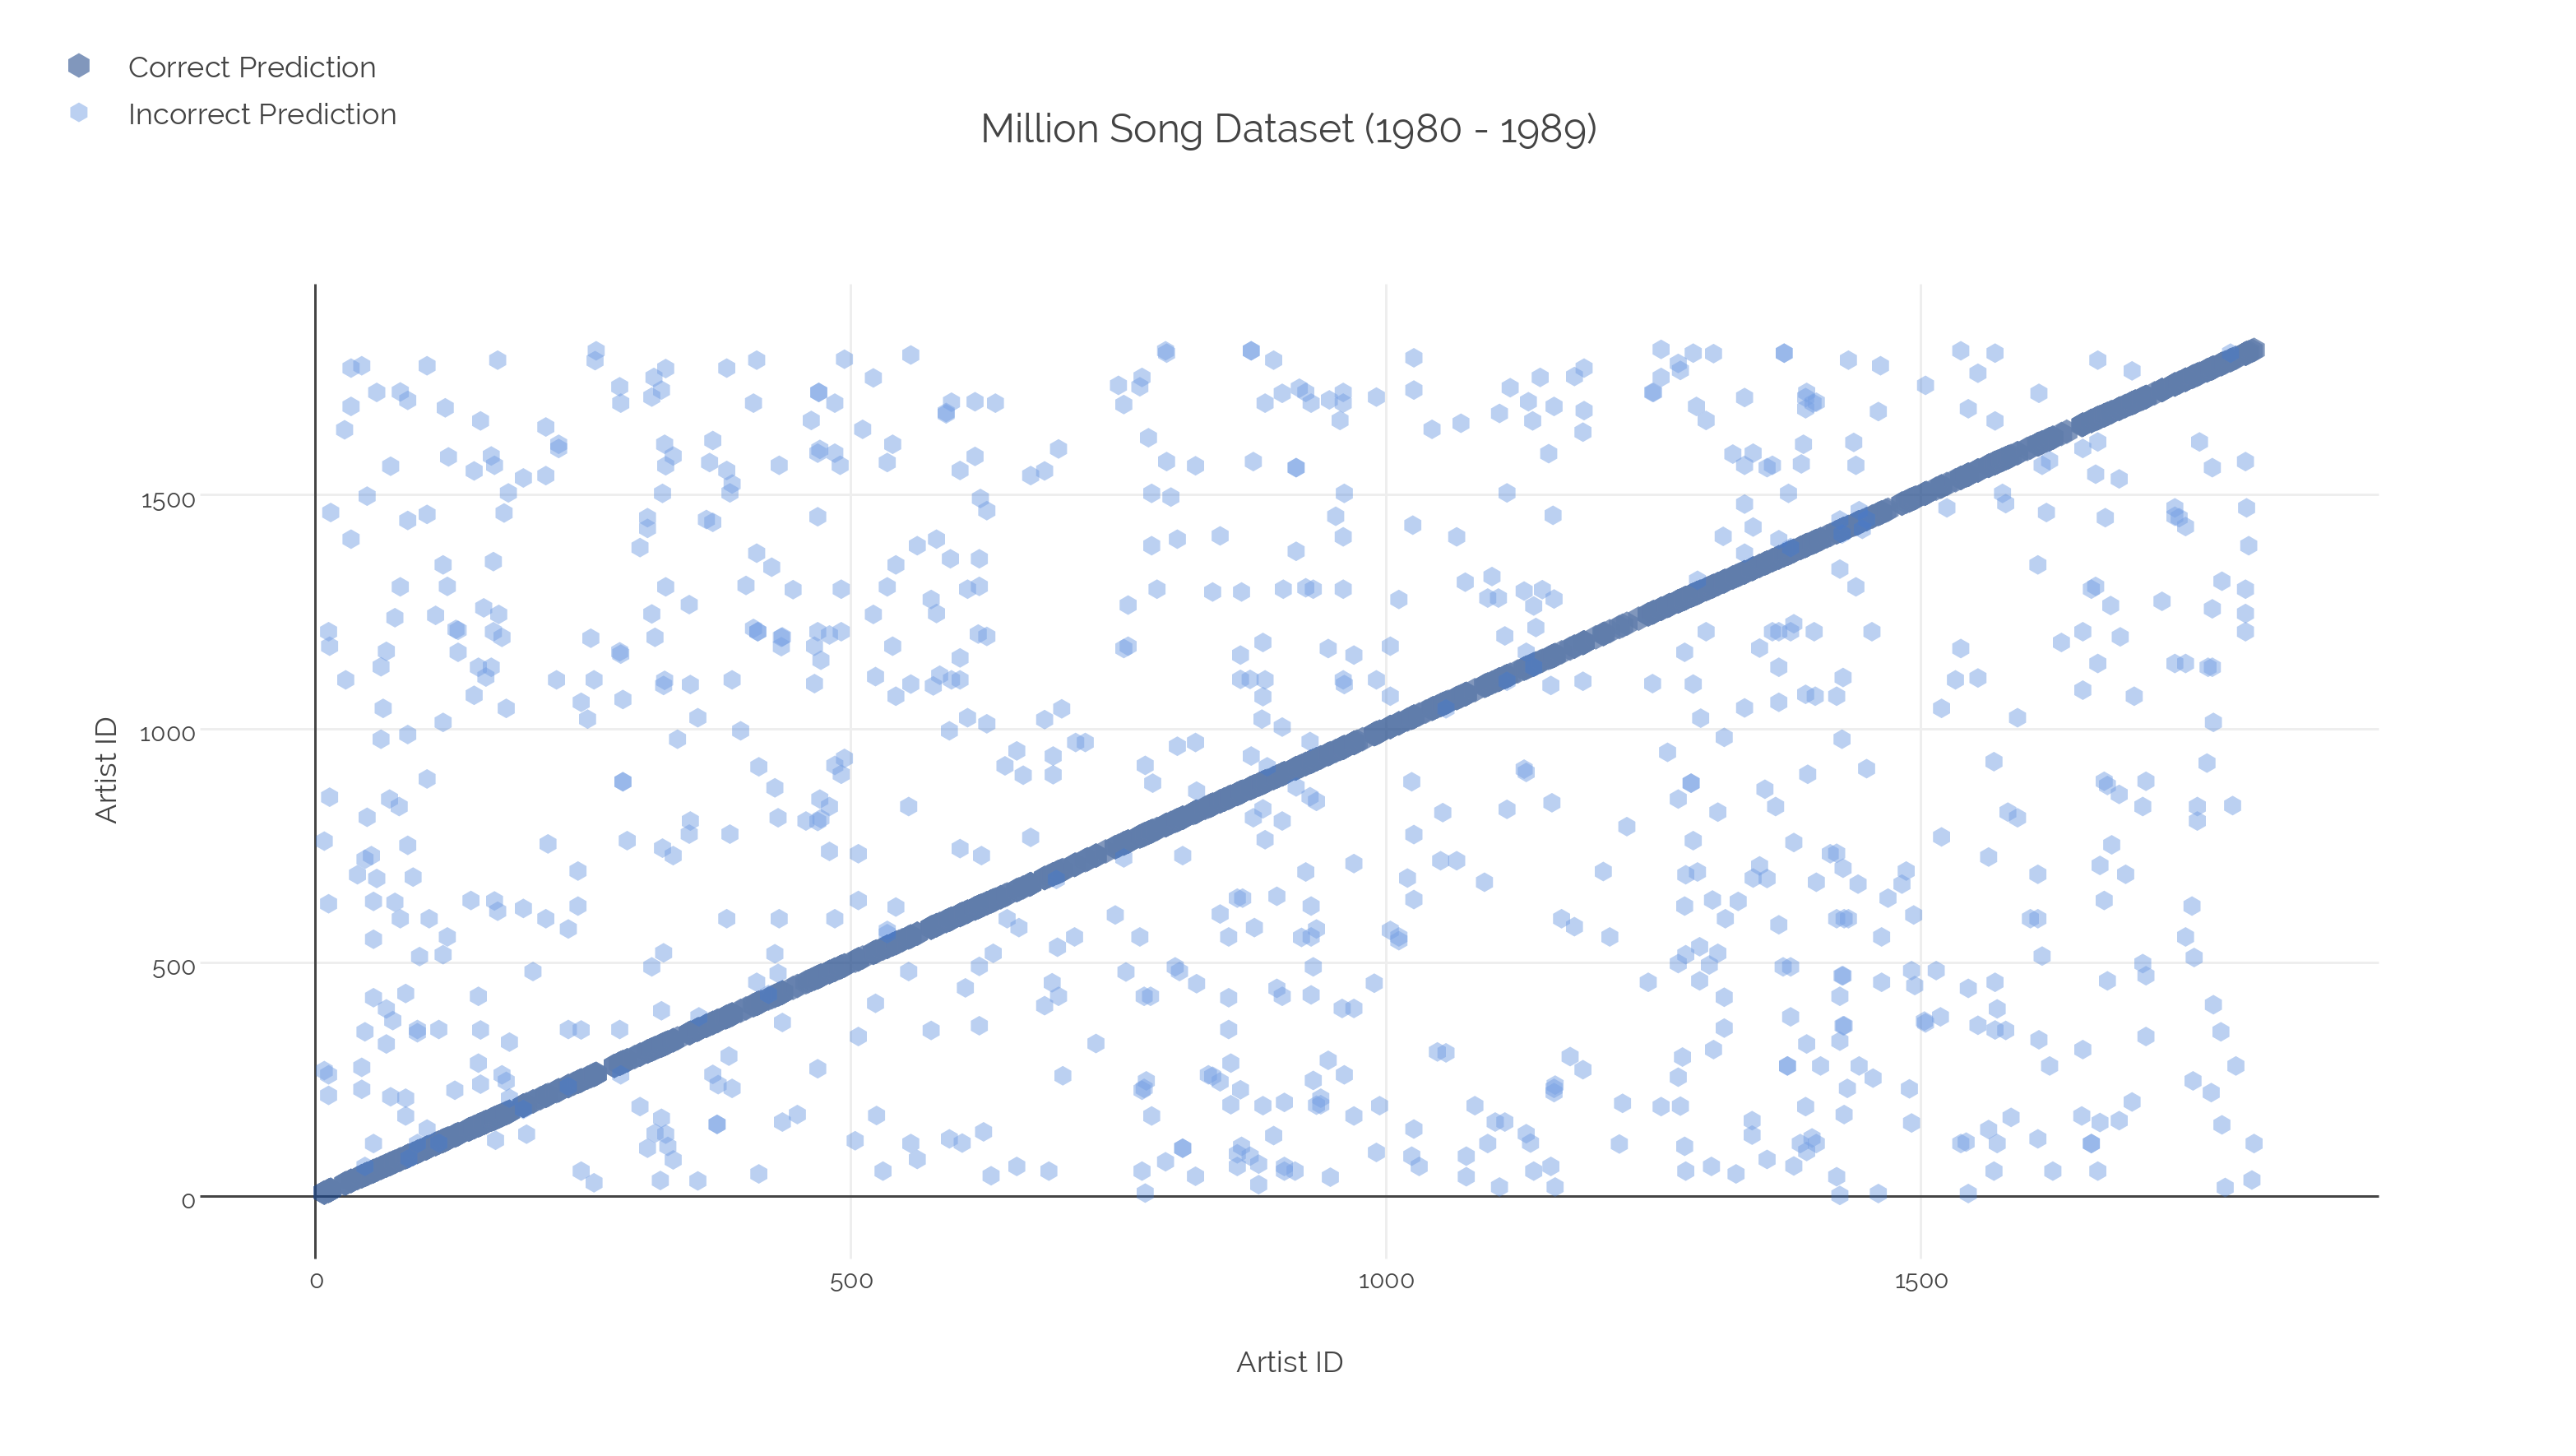 Correct Prediction
Incorrect Prediction
Million Song Dataset (1980 - 1989)
1500
1000
500
0
Artist ID
0 500 1000 1500
Artist ID